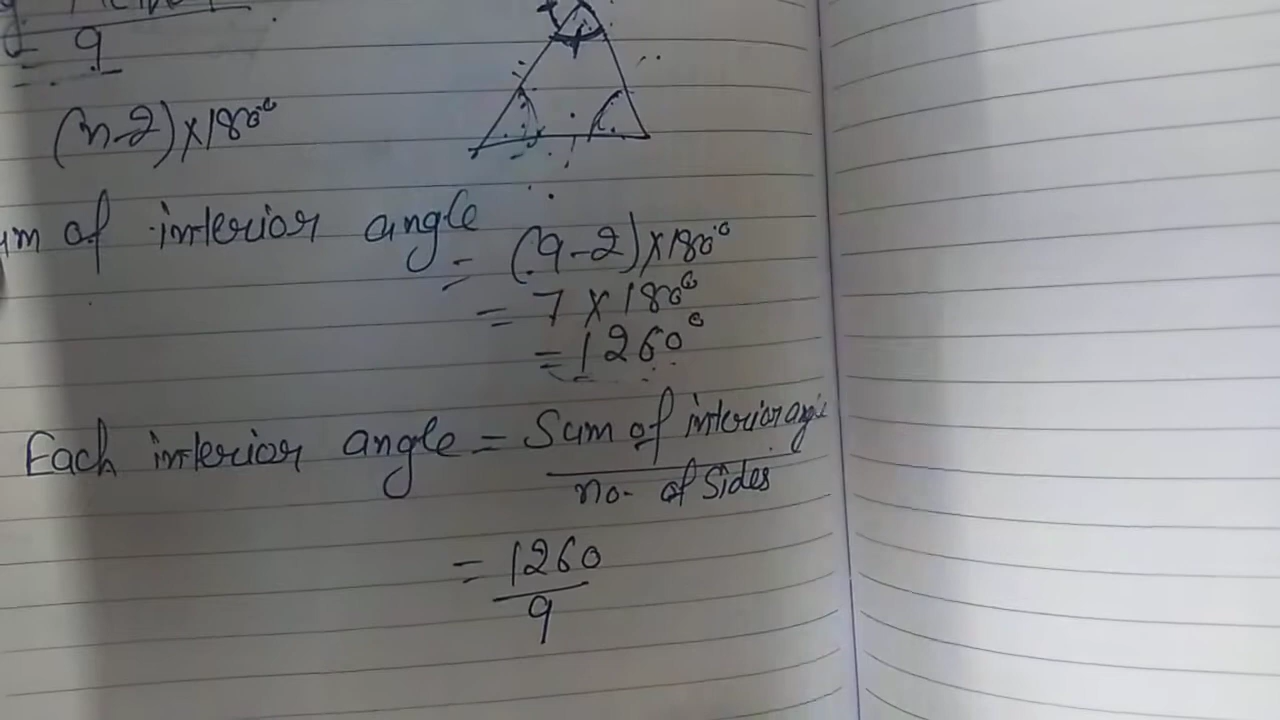 = 9
(n-2)×180°
of interior angle
= (9-2)×180°
= 7 × 180°
= 1260°
Each interior angle = Sum of interior angle
no. of Sides
= 1260
9